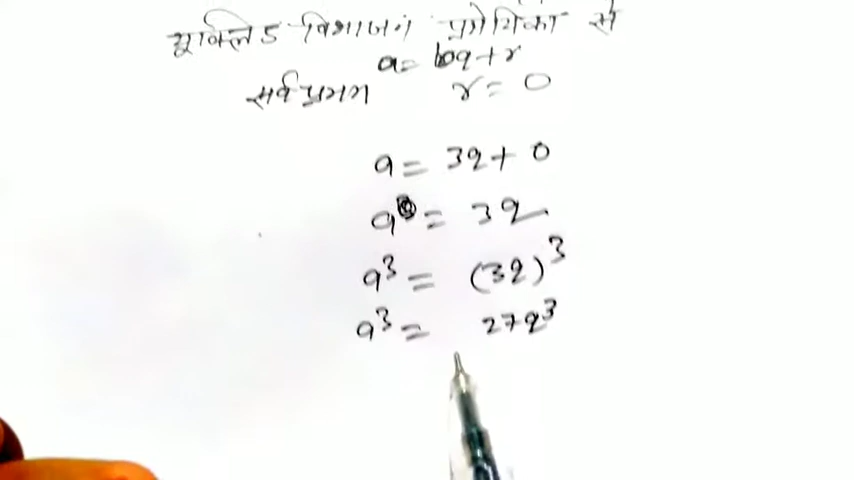 यूक्लिड विभाजन प्रमेयिका से
a = bq + r
सर्वप्रथम r = 0
a = 3q + 0
a = 3q
a³ = (3q)³
a³ = 27q³